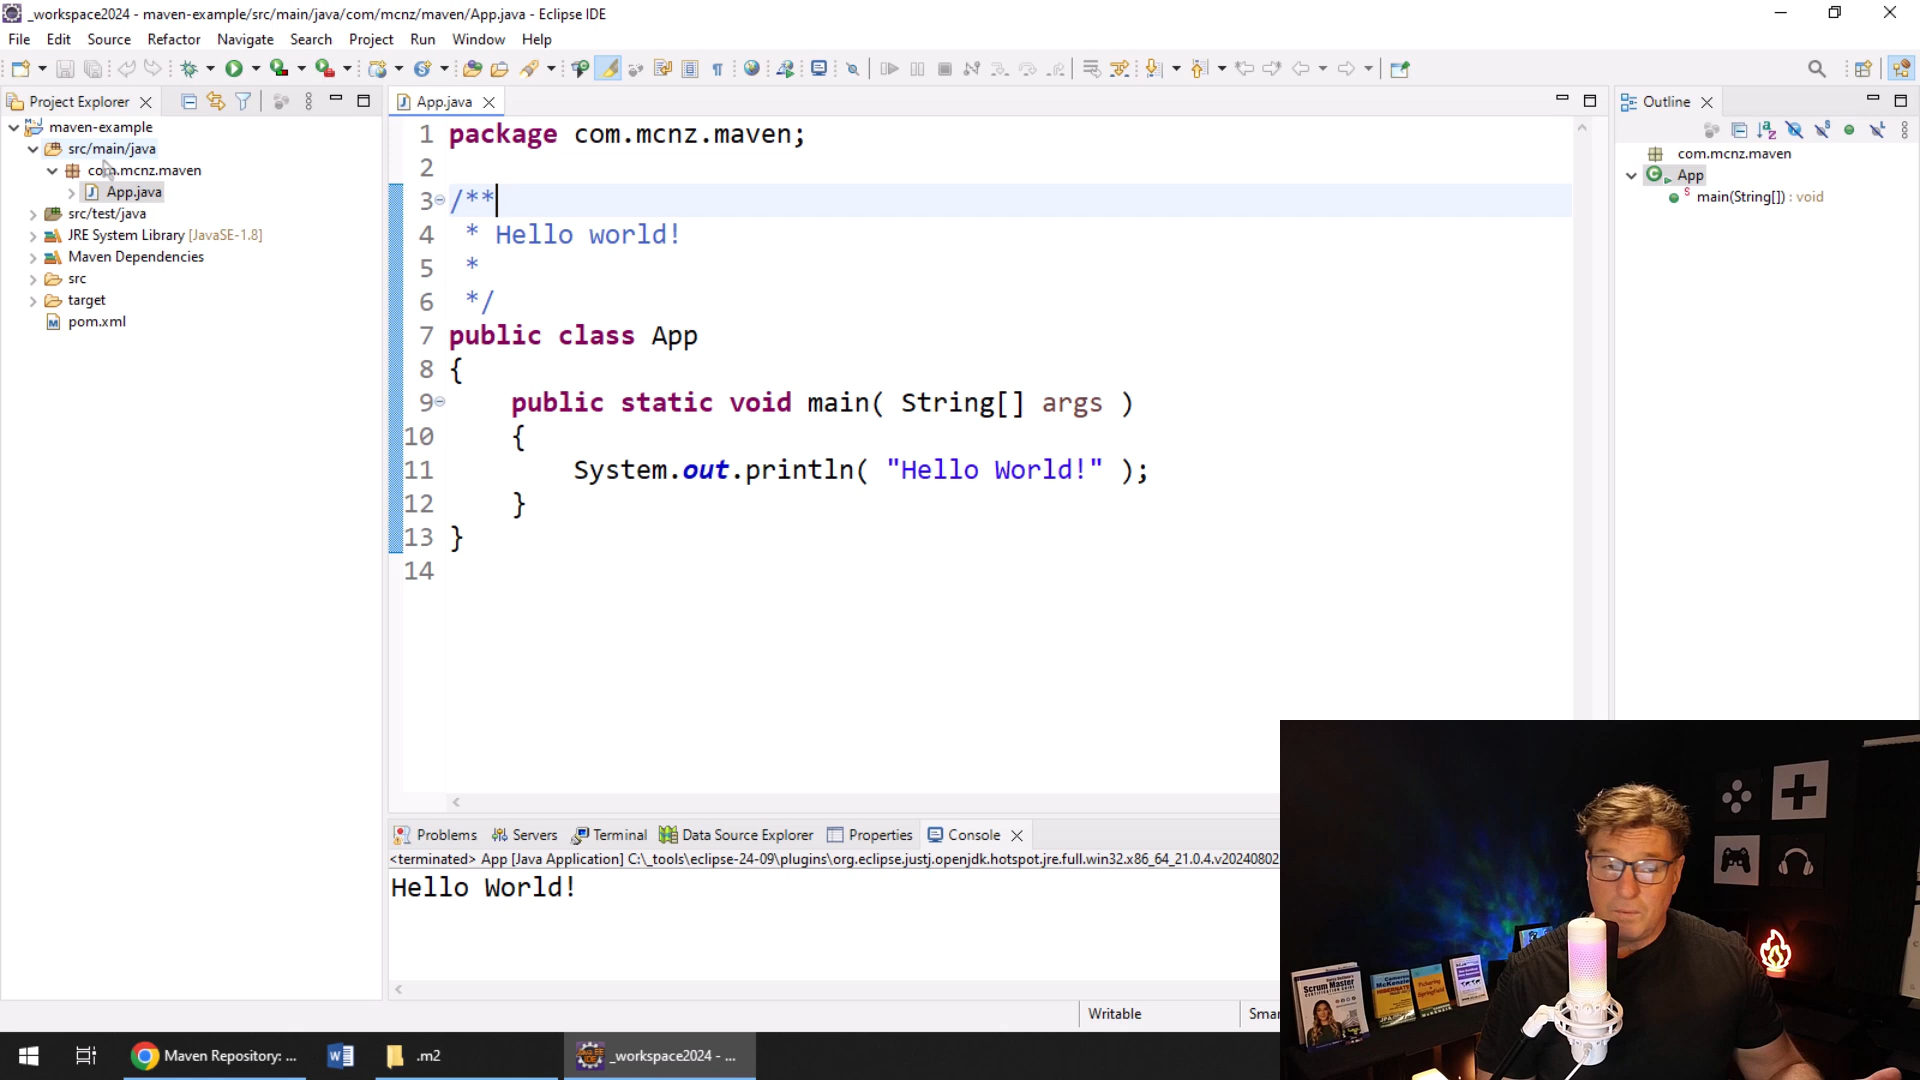 _workspace2024 - maven-example/src/main/java/com/mcnz/maven/App.java - Eclipse IDE
File Edit Source Refactor Navigate Search Project Run Window Help
Project Explorer
maven-example
src/main/java
com.mcnz.maven
App.java
src/test/java
JRE System Library [JavaSE-1.8]
Maven Dependencies
src
target
pom.xml
App.java
1 package com.mcnz.maven;
2
3 /**
4 * Hello world!
5 *
6 */
7 public class App
8 {
9 public static void main( String[] args )
10 {
11 System.out.println( "Hello World!" );
12 }
13 }
14
Outline
com.mcnz.maven
App
main(String[]) : void
Problems Servers Terminal Data Source Explorer Properties Console
<terminated> App [Java Application] C:\_tools\eclipse-24-09\plugins\org.eclipse.justj.openjdk.hotspot.jre.full.win32.x86_64_21.0.4.v20240802
Hello World!
Writable
Smar
Scrum Master
HIBERNATE
Maven Repository: ...
.m2
_workspace2024 - ...